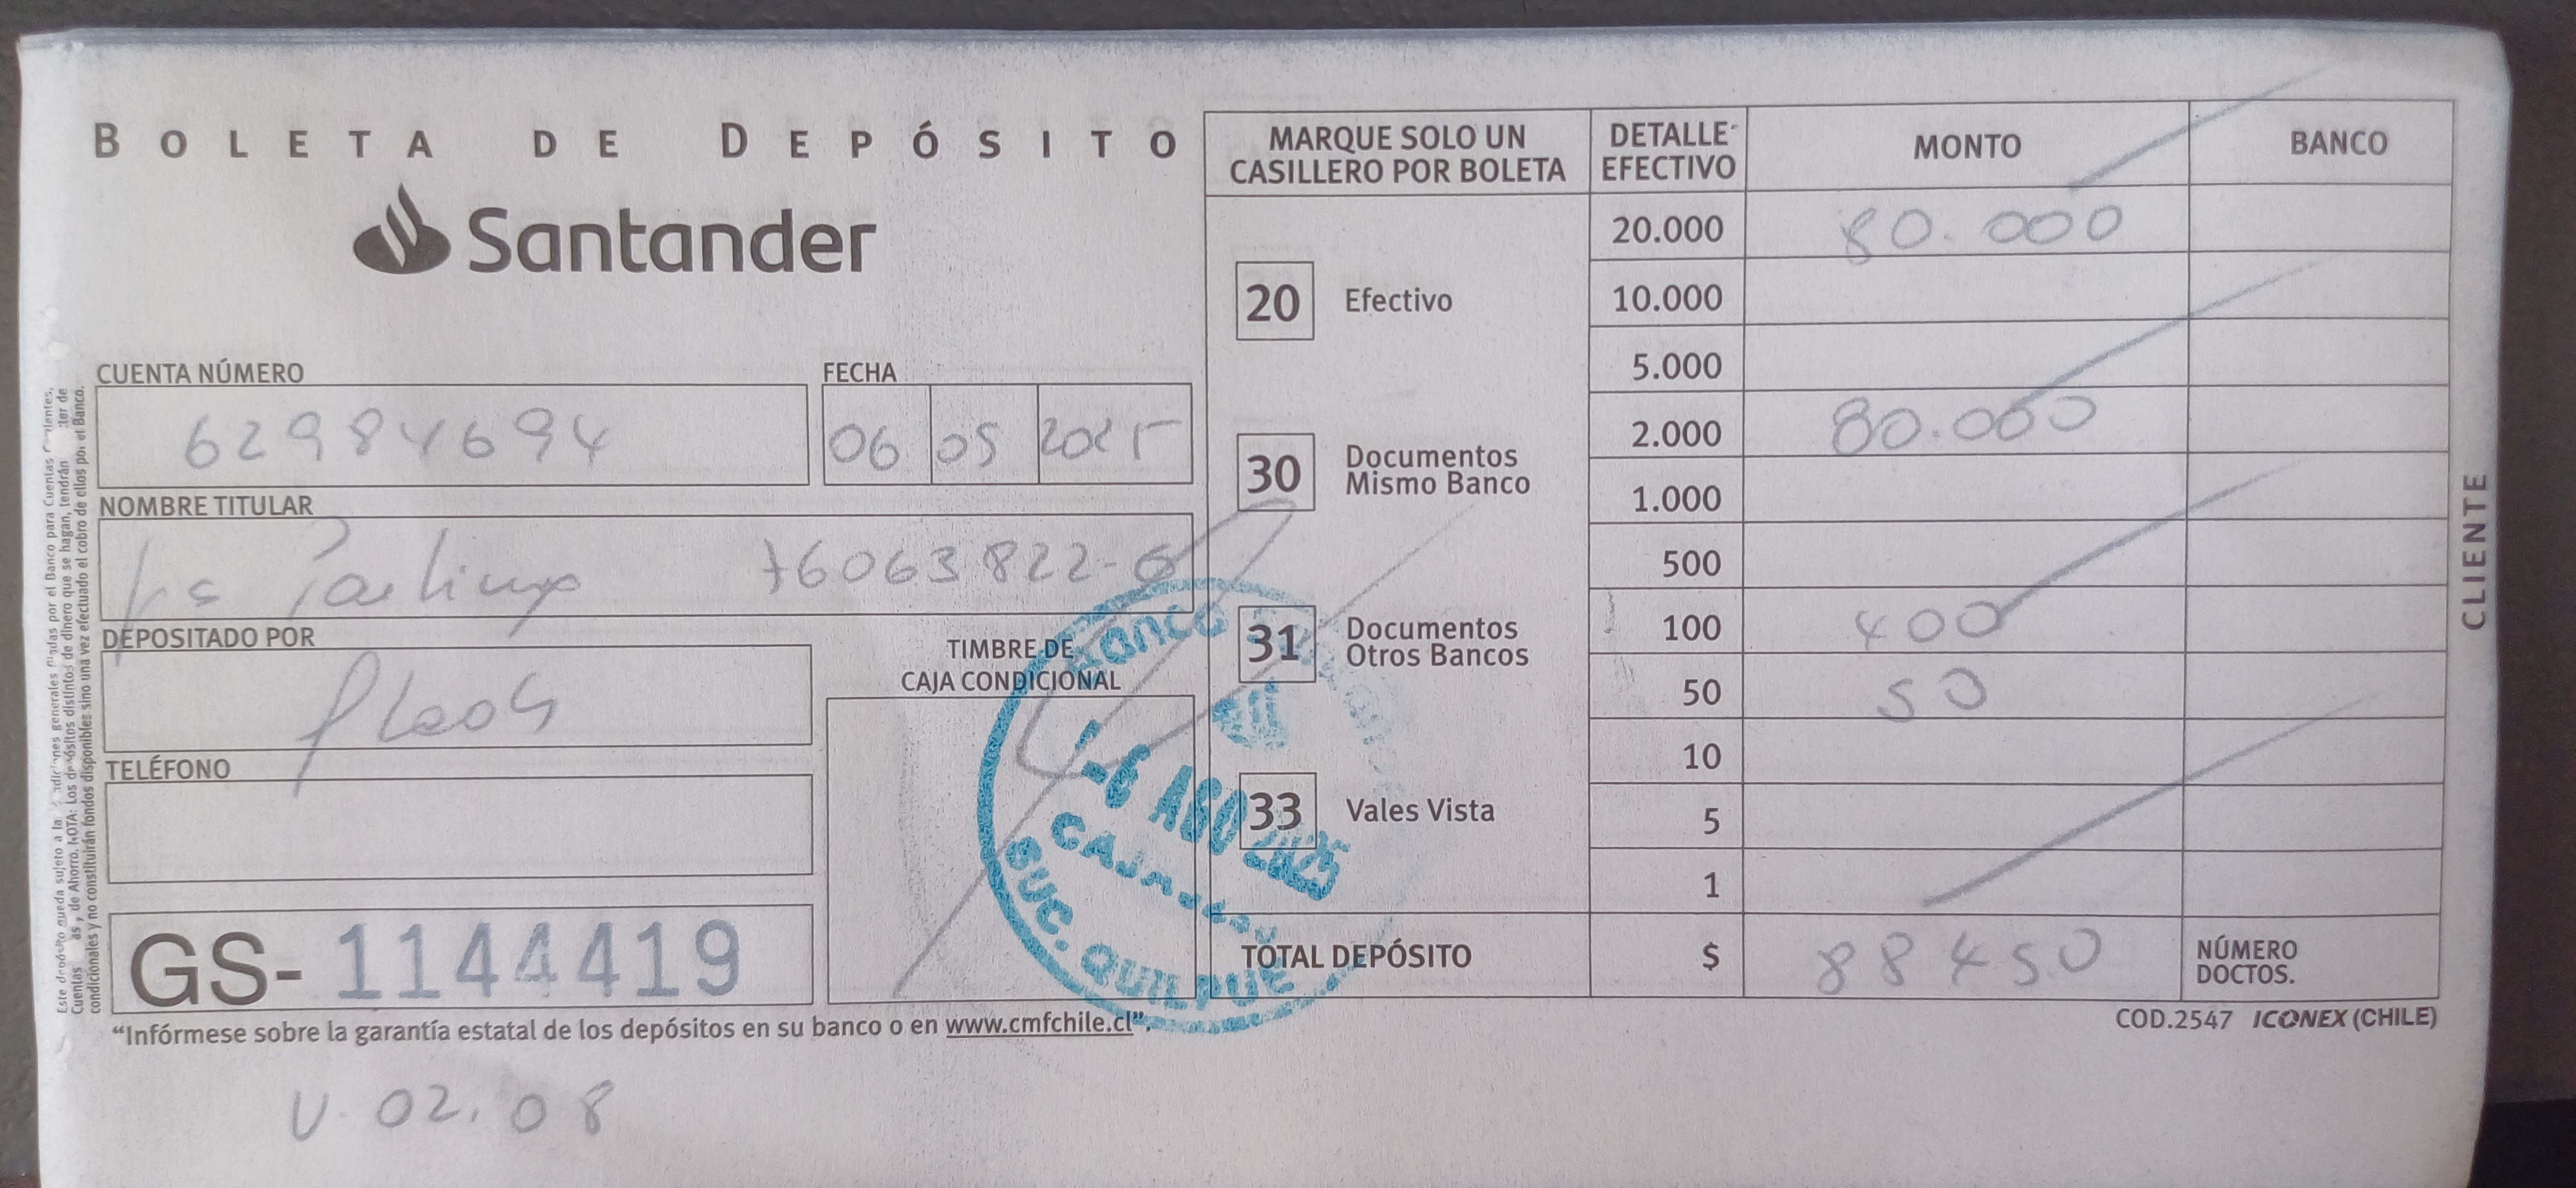 BOLETA DE DEPÓSITO
Santander
CUENTA NÚMERO
62984694
FECHA
06 05 2025
NOMBRE TITULAR
76063822-6
DEPOSITADO POR
TELÉFONO
TIMBRE DE
CAJA CONDICIONAL
GS- 1144419
"Infórmese sobre la garantía estatal de los depósitos en su banco o en www.cmfchile.cl".
V. 02. 08
MARQUE SOLO UN
CASILLERO POR BOLETA
20 Efectivo
30 Documentos
Mismo Banco
31 Documentos
Otros Bancos
33 Vales Vista
DETALLE EFECTIVO MONTO BANCO
20.000 80.000
10.000
5.000
2.000 80.000
1.000
500
100 400
50 50
10
5
1
TOTAL DEPÓSITO $ 88450
NÚMERO
DOCTOS.
COD.2547 ICONEX (CHILE)
CLIENTE
Banco
-6 AGO 2025
SUC. QUILPUE